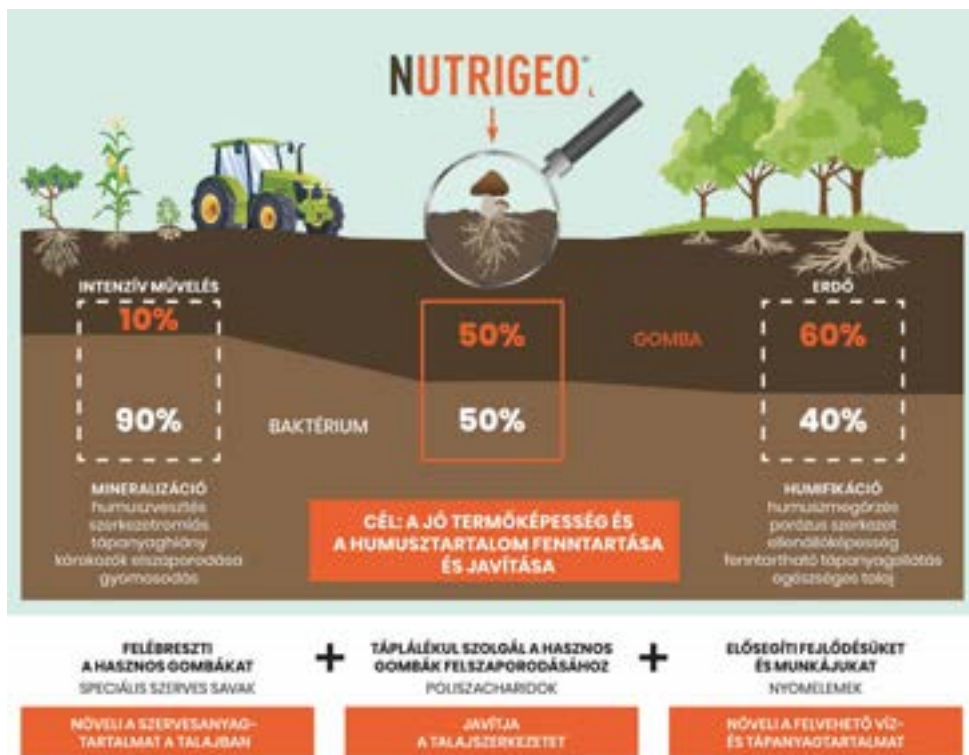 NUTRIGEO
L
INTENZÍV MŰVELÉS
10%
90%
BAKTÉRIUM
50%
50%
GOMBA
ERDŐ
60%
40%
MINERALIZÁCIÓ
humuszvesztés
szerkezetromlás
tápanyaghiány
károkozók elszaporodása
gyomosodás
CÉL: A JÓ TERMŐKÉPESSÉG ÉS
A HUMUSZTARTALOM FENNTARTÁSA
ÉS JAVÍTÁSA
HUMIFIKÁCIÓ
humuszmegőrzés
porózus szerkezet
ellenállóképesség
fenntartható tápanyagellátás
egészséges talaj
FELÉBRESZTI
A HASZNOS GOMBÁKAT
SPECIÁLIS SZERVES SAVAK
+
TÁPLÁLÉKUL SZOLGÁL A HASZNOS
GOMBÁK FELSZAPORODÁSÁHOZ
POLISZACHARIDOK
+
ELŐSEGÍTI FEJLŐDÉSÜKET
ÉS MUNKÁJUKAT
NYOMELEMEK
NÖVELI A SZERVESANYAG-
TARTALMAT A TALAJBAN
JAVÍTJA
A TALAJSZERKEZETET
NÖVELI A FELVEHETŐ VÍZ-
ÉS TÁPANYAGTARTALMAT